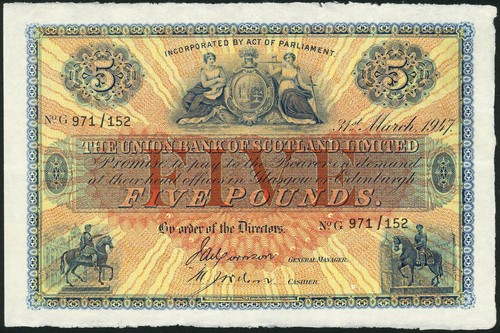 INCORPORATED BY ACT OF PARLIAMENT.
5 5
No G 971/152 31st March, 1947.
THE UNION BANK OF SCOTLAND, LIMITED
FIVE
Promise to pay to the Bearer on demand
at their head offices in Glasgow or Edinburgh
FIVE POUNDS.
By order of the Directors. No G 971/152
GENERAL MANAGER.
CASHIER.